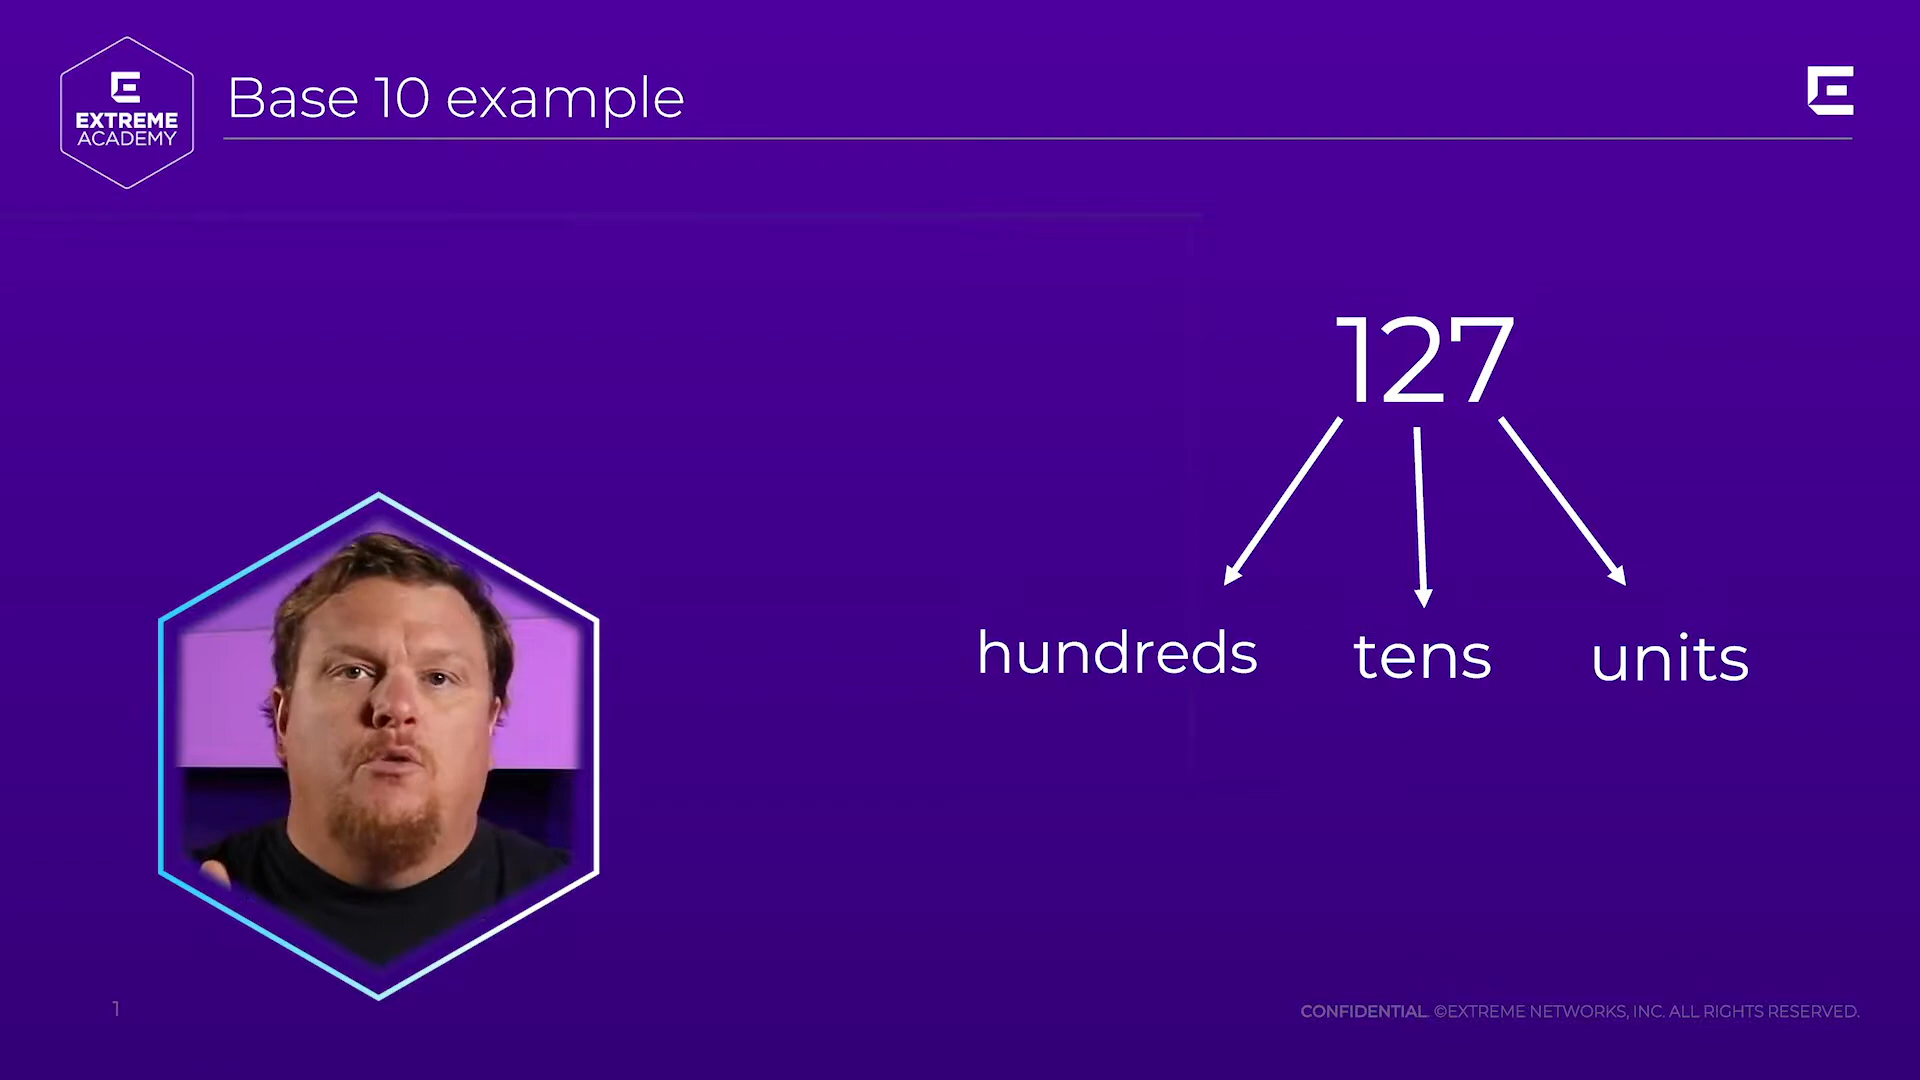 EXTREME
ACADEMY
Base 10 example
127
hundreds tens units
1
CONFIDENTIAL. ©EXTREME NETWORKS, INC. ALL RIGHTS RESERVED.